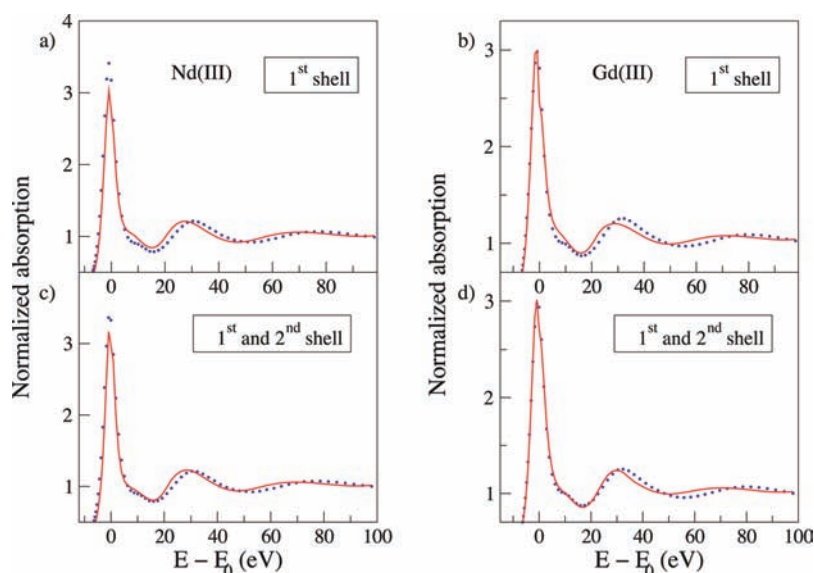 a)
Nd(III)
1st shell
4
3
2
1
0 20 40 60 80
b)
Gd(III)
1st shell
3
2
1
0 20 40 60 80
Normalized absorption
Normalized absorption
c)
1st and 2nd shell
3
2
1
0 20 40 60 80 100
E – E0 (eV)
d)
1st and 2nd shell
3
2
1
0 20 40 60 80 100
E – E0 (eV)